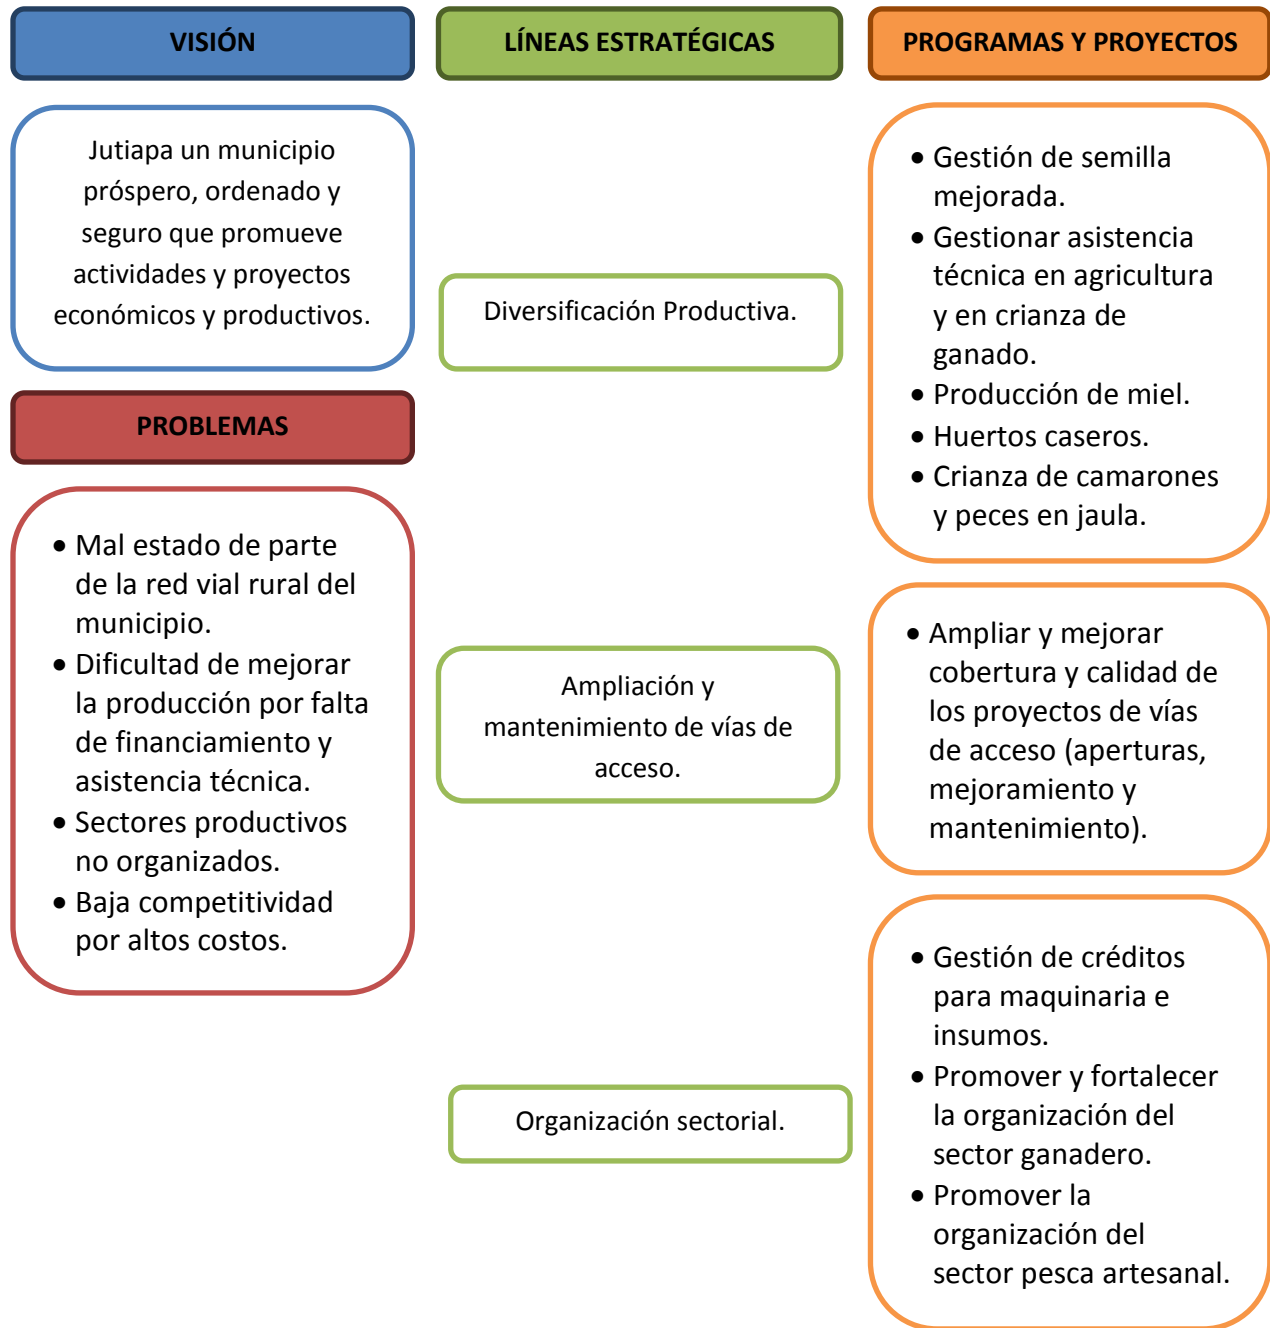 VISIÓN
Jutiapa un municipio
próspero, ordenado y
seguro que promueve
actividades y proyectos
económicos y productivos.
PROBLEMAS
• Mal estado de parte
de la red vial rural del
municipio.
• Dificultad de mejorar
la producción por falta
de financiamiento y
asistencia técnica.
• Sectores productivos
no organizados.
• Baja competitividad
por altos costos.
LÍNEAS ESTRATÉGICAS
Diversificación Productiva.
Ampliación y
mantenimiento de vías de
acceso.
Organización sectorial.
PROGRAMAS Y PROYECTOS
• Gestión de semilla
mejorada.
• Gestionar asistencia
técnica en agricultura
y en crianza de
ganado.
• Producción de miel.
• Huertos caseros.
• Crianza de camarones
y peces en jaula.
• Ampliar y mejorar
cobertura y calidad de
los proyectos de vías
de acceso (aperturas,
mejoramiento y
mantenimiento).
• Gestión de créditos
para maquinaria e
insumos.
• Promover y fortalecer
la organización del
sector ganadero.
• Promover la
organización del
sector pesca artesanal.